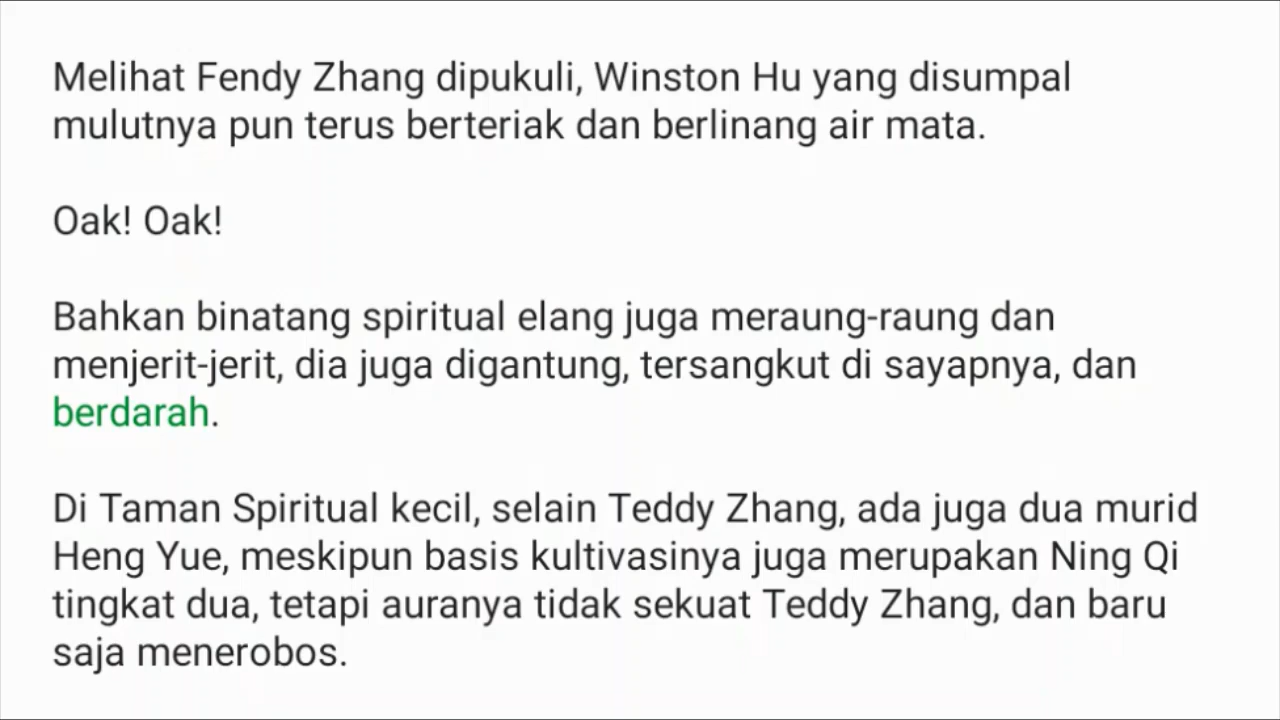 Melihat Fendy Zhang dipukuli, Winston Hu yang disumpal
mulutnya pun terus berteriak dan berlinang air mata.
Oak! Oak!
Bahkan binatang spiritual elang juga meraung-raung dan
menjerit-jerit, dia juga digantung, tersangkut di sayapnya, dan
berdarah.
Di Taman Spiritual kecil, selain Teddy Zhang, ada juga dua murid
Heng Yue, meskipun basis kultivasinya juga merupakan Ning Qi
tingkat dua, tetapi auranya tidak sekuat Teddy Zhang, dan baru
saja menerobos.